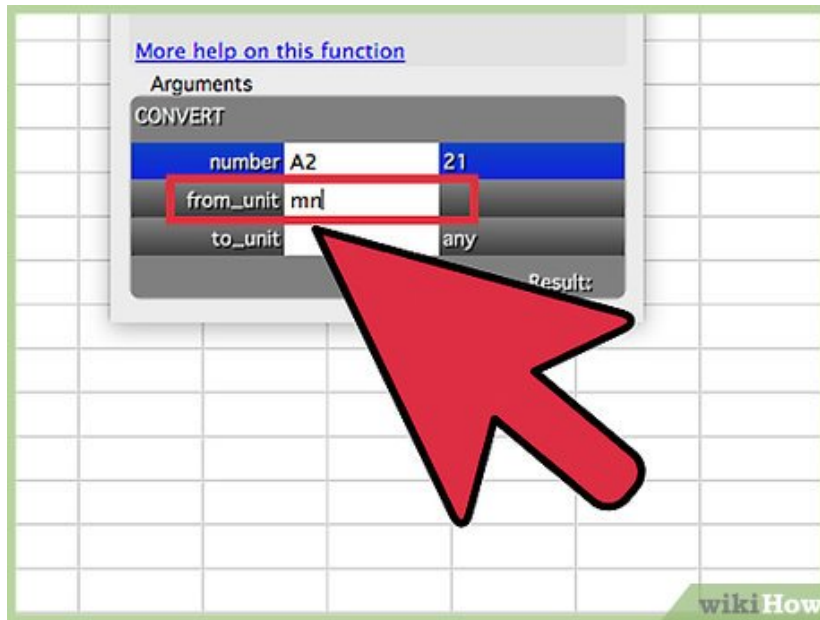 More help on this function
Arguments
CONVERT
number A2 21
from_unit mn
to_unit any
Result:
wikiHow